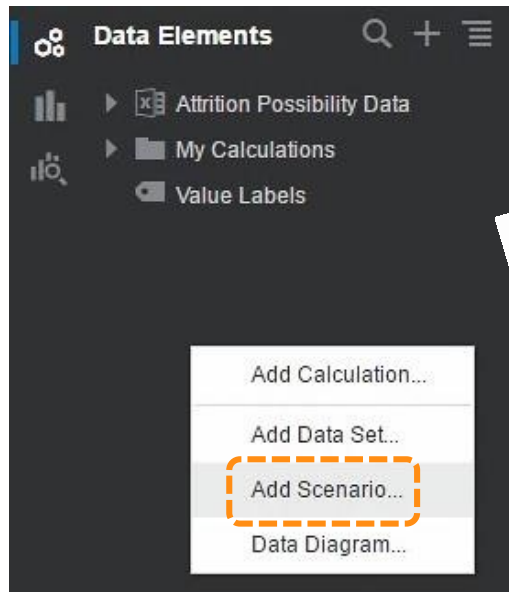 Data Elements
Attrition Possibility Data
My Calculations
Value Labels
Add Calculation...
Add Data Set...
Add Scenario...
Data Diagram...